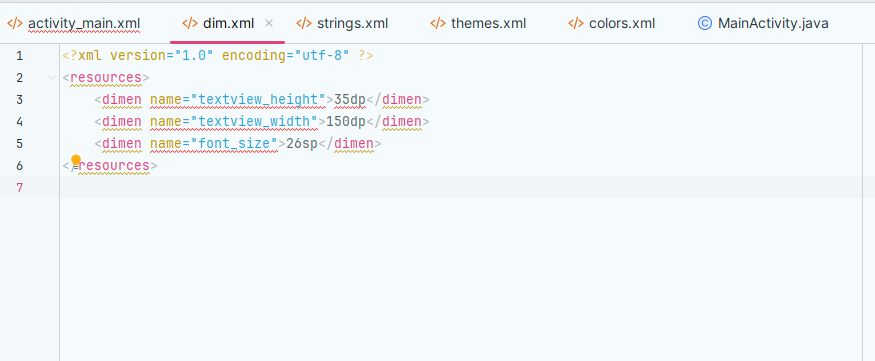 </> activity_main.xml </> dim.xml × </> strings.xml </> themes.xml </> colors.xml © MainActivity.java
1 <?xml version="1.0" encoding="utf-8" ?>
2 <resources>
3 <dimen name="textview_height">35dp</dimen>
4 <dimen name="textview_width">150dp</dimen>
5 <dimen name="font_size">26sp</dimen>
6 </resources>
7